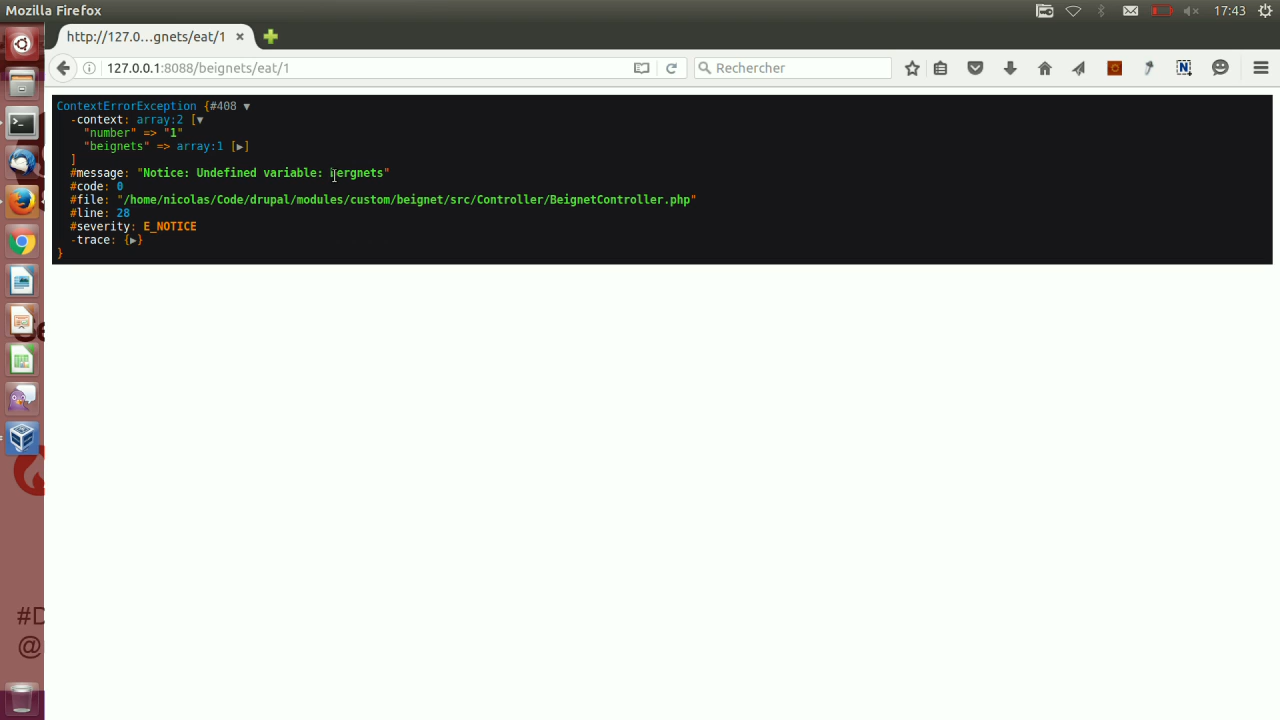 Mozilla Firefox
17:43
http://127.0...gnets/eat/1
127.0.0.1:8088/beignets/eat/1
Rechercher
ContextErrorException {#408 ▼
-context: array:2 [▼
"number" => "1"
"beignets" => array:1 [▶]
]
#message: "Notice: Undefined variable: bergnets"
#code: 0
#file: "/home/nicolas/Code/drupal/modules/custom/beignet/src/Controller/BeignetController.php"
#line: 28
#severity: E_NOTICE
-trace: {▶}
}
#D
@